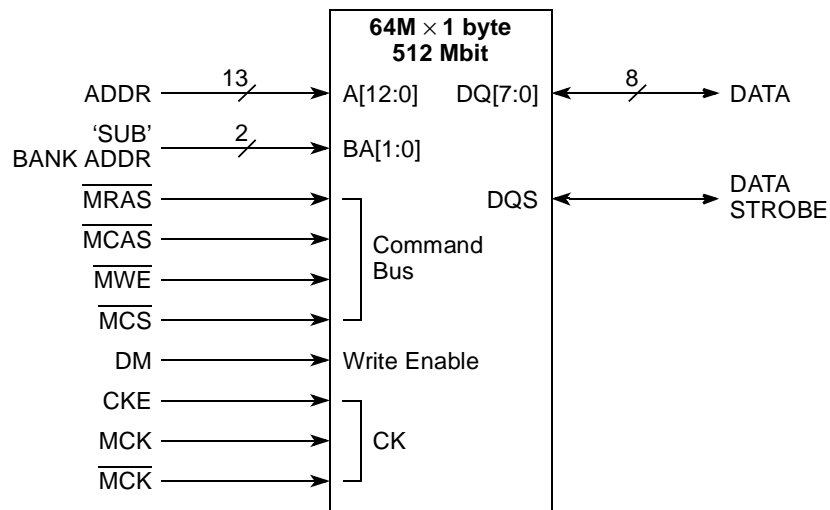 64M × 1 byte
512 Mbit
ADDR 13 A[12:0] DQ[7:0] 8 DATA
'SUB'
BANK ADDR 2 BA[1:0]
MRAS DQS DATA
STROBE
MCAS Command
Bus
MWE
MCS
DM Write Enable
CKE
MCK CK
MCK